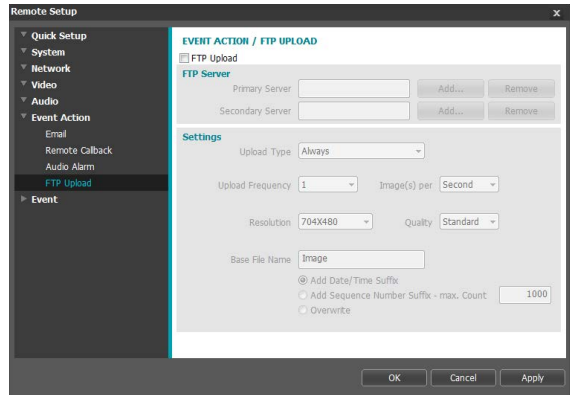 Remote Setup
x
Quick Setup
System
Network
Video
Audio
Event Action
Email
Remote Callback
Audio Alarm
FTP Upload
Event
EVENT ACTION / FTP UPLOAD
FTP Upload
FTP Server
Primary Server Add... Remove
Secondary Server Add... Remove
Settings
Upload Type Always
Upload Frequency 1 Image(s) per Second
Resolution 704X480 Quality Standard
Base File Name Image
Add Date/Time Suffix
Add Sequence Number Suffix - max. Count 1000
Overwrite
OK Cancel Apply